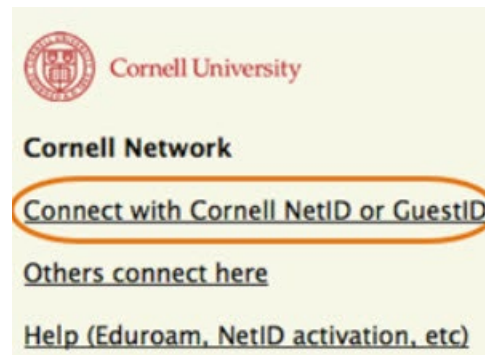 Cornell University
Cornell Network
Connect with Cornell NetID or GuestID
Others connect here
Help (Eduroam, NetID activation, etc)